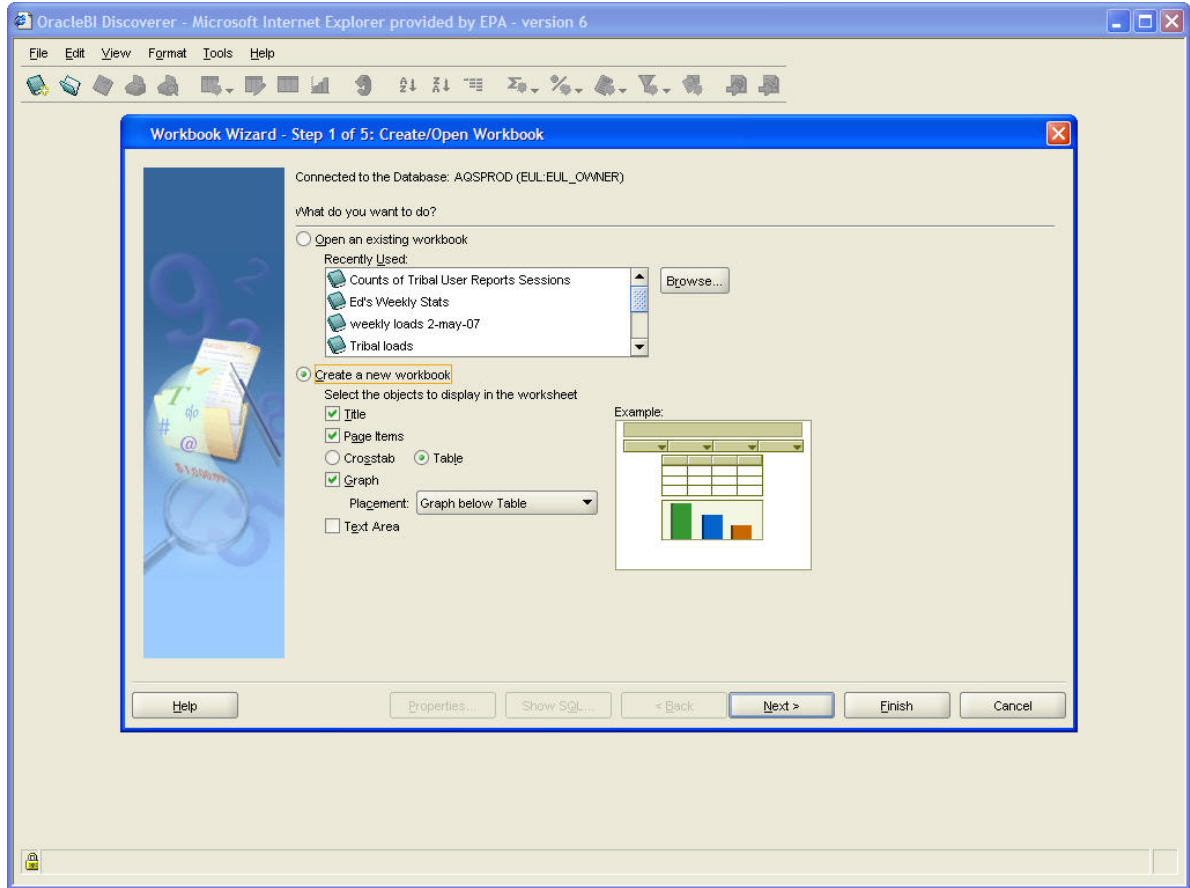 OracleBI Discoverer - Microsoft Internet Explorer provided by EPA - version 6
File Edit View Format Tools Help
Workbook Wizard - Step 1 of 5: Create/Open Workbook
Connected to the Database: AQSPROD (EUL:EUL_OWNER)
What do you want to do?
Open an existing workbook
Recently Used:
Counts of Tribal User Reports Sessions
Browse...
Ed's Weekly Stats
weekly loads 2-may-07
Tribal loads
Create a new workbook
Select the objects to display in the worksheet
Title
Example:
Page Items
Crosstab Table
Graph
Placement: Graph below Table
Text Area
Help Properties... Show SQL... < Back Next > Finish Cancel